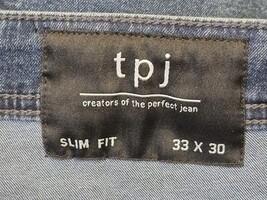 tpj
creators of the perfect jean
SLIM FIT 33 X 30